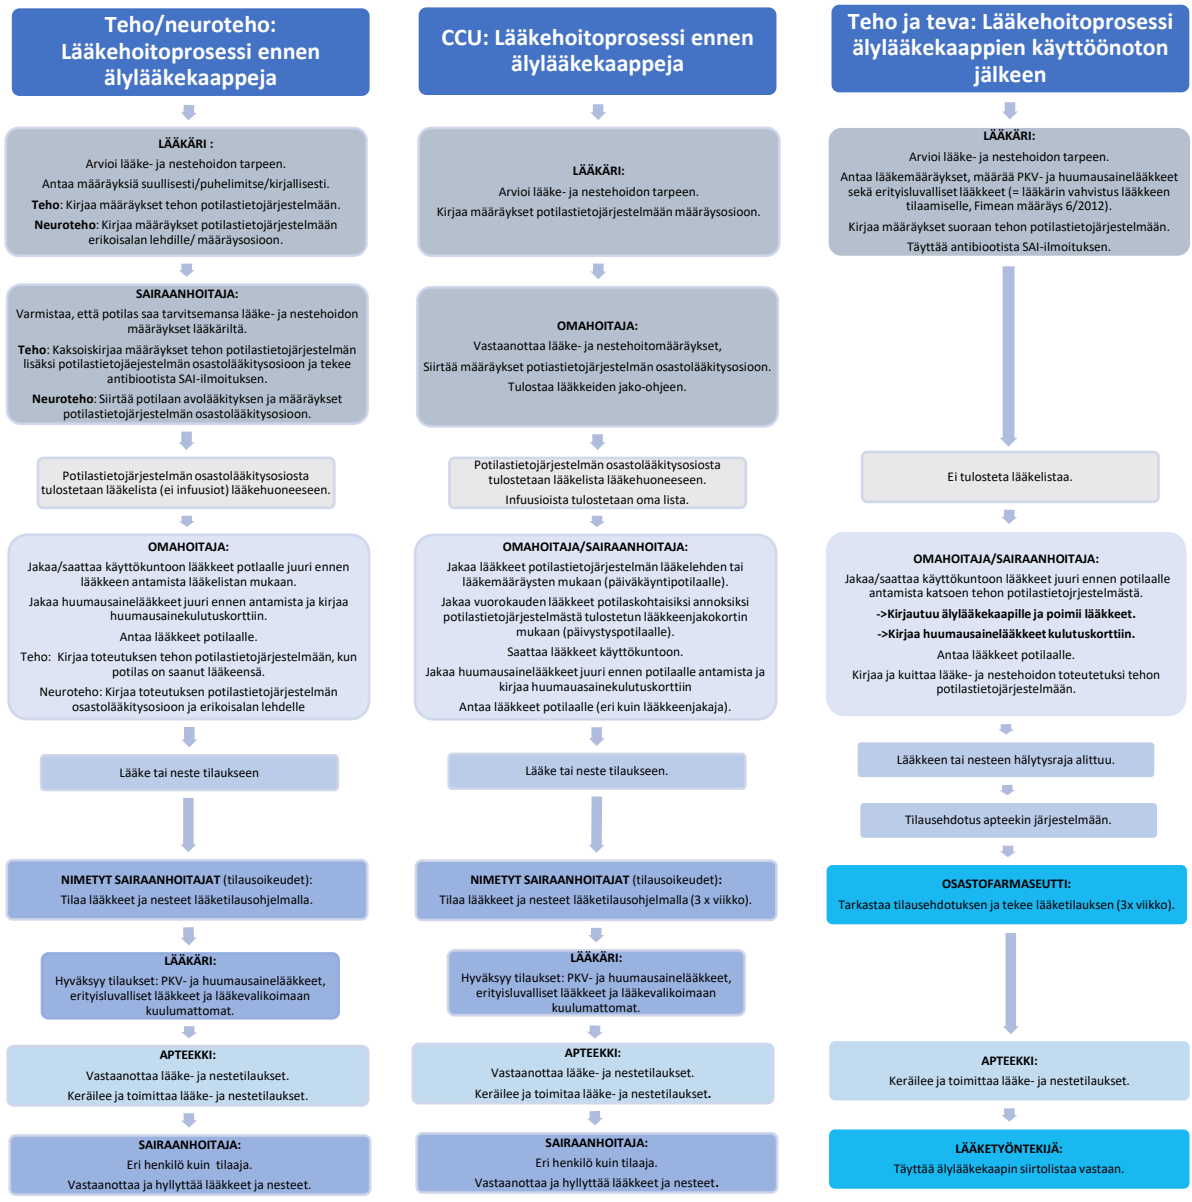 Teho/neuroteho:
Lääkehoitoprosessi ennen
älylääkekaappeja
LÄÄKÄRI :
Arvioi lääke- ja nestehoidon tarpeen.
Antaa määräyksiä suullisesti/puhelimitse/kirjallisesti.
Teho: Kirjaa määräykset tehon potilastietojärjestelmään.
Neuroteho: Kirjaa määräykset potilastietojärjestelmään
erikoisalan lehdille/ määräysosioon.
SAIRAANHOITAJA:
Varmistaa, että potilas saa tarvitsemansa lääke- ja nestehoidon
määräykset lääkäriltä.
Teho: Kaksoiskirjaa määräykset tehon potilastietojärjestelmän
lisäksi potilastietojäejestelmän osastolääkitysosioon ja tekee
antibiootista SAI-ilmoituksen.
Neuroteho: Siirtää potilaan avolääkityksen ja määräykset
potilastietojärjestelmän osastolääkitysosioon.
Potilastietojärjestelmän osastolääkitysosiosta
tulostetaan lääkelista (ei infuusiot) lääkehuoneeseen.
OMAHOITAJA:
Jakaa/saattaa käyttökuntoon lääkkeet potlaalle juuri ennen
lääkkeen antamista lääkelistan mukaan.
Jakaa huumausainelääkkeet juuri ennen antamista ja kirjaa
huumausainekulutuskorttiin.
Antaa lääkkeet potilaalle.
Teho: Kirjaa toteutuksen tehon potilastietojärjestelmään, kun
potilas on saanut lääkeensä.
Neuroteho: Kirjaa toteutuksen potilastietojärjestelmän
osastolääkitysosioon ja erikoisalan lehdelle
Lääke tai neste tilaukseen
NIMETYT SAIRAANHOITAJAT (tilausoikeudet):
Tilaa lääkkeet ja nesteet lääketilausohjelmalla.
LÄÄKÄRI:
Hyväksyy tilaukset: PKV- ja huumausainelääkkeet,
erityisluvalliset lääkkeet ja lääkevalikoimaan
kuulumattomat.
APTEEKKI:
Vastaanottaa lääke- ja nestetilaukset.
Keräilee ja toimittaa lääke- ja nestetilaukset.
SAIRAANHOITAJA:
Eri henkilö kuin tilaaja.
Vastaanottaa ja hyllyttää lääkkeet ja nesteet.
CCU: Lääkehoitoprosessi ennen
älylääkekaappeja
LÄÄKÄRI:
Arvioi lääke- ja nestehoidon tarpeen.
Kirjaa määräykset potilastietojärjestelmään määräysosioon.
OMAHOITAJA:
Vastaanottaa lääke- ja nestehoitomääräykset,
Siirtää määräykset potiastietojärjestelmän osastolääkitysosioon.
Tulostaa lääkkeiden jako-ohjeen.
Potilastietojärjestelmän osastolääkitysosiosta
tulostetaan lääkelista lääkehuoneeseen.
Infuusioista tulostetaan oma lista.
OMAHOITAJA/SAIRAANHOITAJA:
Jakaa lääkkeet potilastietojärjestelmän lääkelehden tai
lääkemääräysten mukaan (päiväkäyntipotilaalle).
Jakaa vuorokauden lääkkeet potilaskohtaisiksi annoksiksi
potilastietojärjestelmästä tulostetun lääkkeenjakokortin
mukaan (päivystyspotilaalle).
Saattaa lääkkeet käyttökuntoon.
Jakaa huumausainelääkkeet juuri ennen potilaalle antamista ja
kirjaa huumuasainekulutuskorttiin
Antaa lääkkeet potilaalle (eri kuin lääkkeenjakaja).
Lääke tai neste tilaukseen.
NIMETYT SAIRAANHOITAJAT (tilausoikeudet):
Tilaa lääkkeet ja nesteet lääketilausohjelmalla (3 x viikko).
LÄÄKÄRI:
Hyväksyy tilaukset: PKV- ja huumausainelääkkeet,
erityisluvalliset lääkkeet ja lääkevalikoimaan
kuulumattomat.
APTEEKKI:
Vastaanottaa lääke- ja nestetilaukset.
Keräilee ja toimitaa lääke- ja nestetilaukset.
SAIRAANHOITAJA:
Eri henkilö kuin tilaaja.
Vastaanottaa ja hyllyttää lääkkeet ja nesteet.
Teho ja teva: Lääkehoitoprosessi
älylääkekaappien käyttöönoton
jälkeen
LÄÄKÄRI:
Arvioi lääke- ja nestehoidon tarpeen.
Antaa lääkemääräykset, määrää PKV- ja huumausainelääkkeet
sekä erityisluvalliset lääkkeet (= lääkärin vahvistus lääkkeen
tilaamiselle, Fimean määräys 6/2012).
Kirjaa määräykset suoraan tehon potilastietojärjestelmään.
Täyttää antibiootista SAI-ilmoituksen.
Ei tulosteta lääkelistaa.
OMAHOITAJA/SAIRAANHOITAJA:
Jakaa/saattaa käyttökuntoon lääkkeet juuri ennen potilaalle
antamista katsoen tehon potilastietojrjestelmästä.
->Kirjautuu älylääkekaapille ja poimii lääkkeet.
->Kirjaa huumausainelääkkeet kulutuskorttiin.
Antaa lääkkeet potilaalle.
Kirjaa ja kuittaa lääke- ja nestehoidon toteutetuksi tehon
potilastietojärjestelmään.
Lääkkeen tai nesteen hälytysraja alittuu.
Tilausehdotus apteekin järjestelmään.
OSASTOFARMASEUTTI:
Tarkastaa tilausehdotuksen ja tekee lääketilauksen (3x viikko).
APTEEKKI:
Keräilee ja toimittaa lääke- ja nestetilaukset.
LÄÄKETYÖNTEKIJÄ:
Täyttää älylääkekaapin siirtolistaa vastaan.